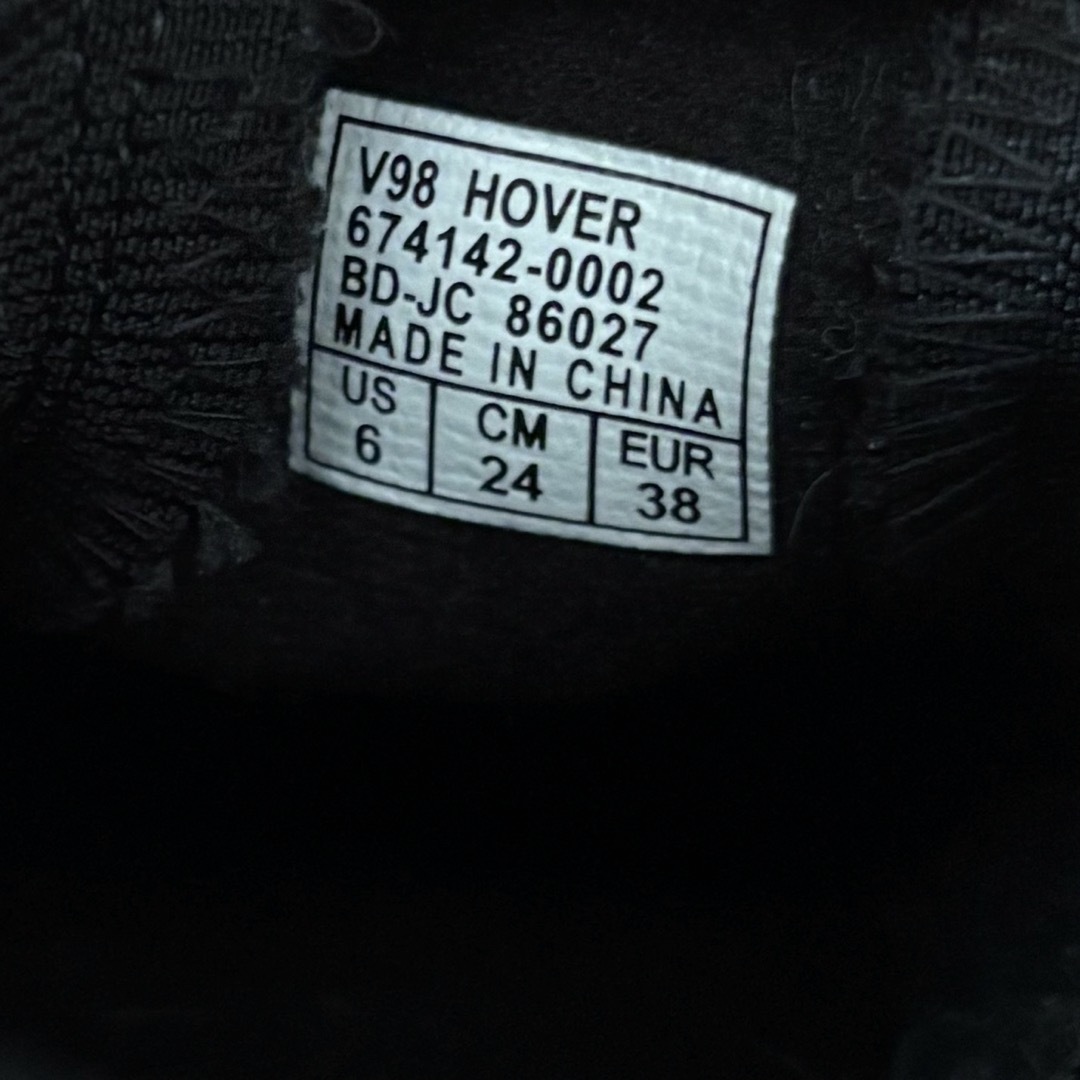 V98 HOVER
674142-0002
BD-JC 86027
MADE IN CHINA
US CM EUR
6 24 38